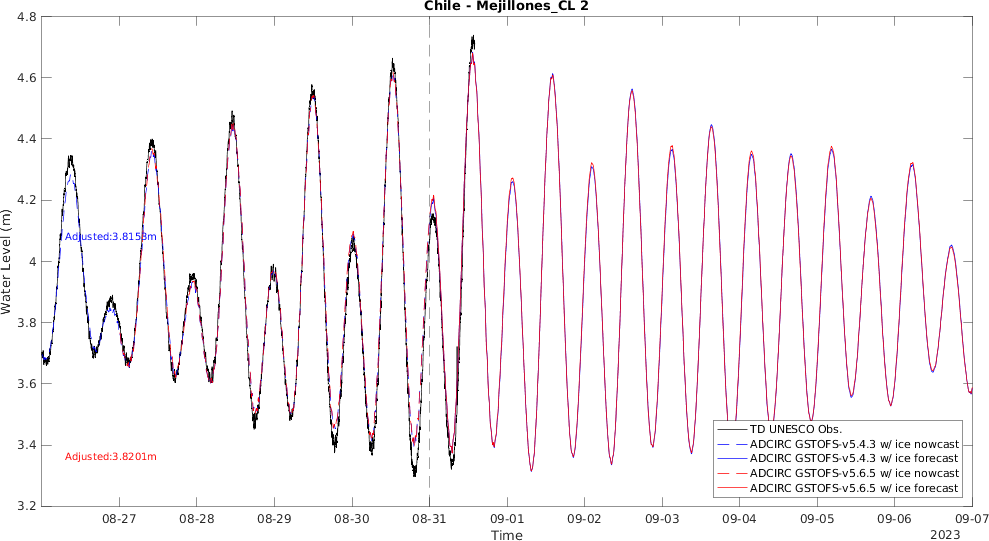 Chile - Mejillones_CL 2
4.8
4.6
4.4
4.2
4
3.8
3.6
3.4
3.2
Water Level (m)
Adjusted:3.8153m
Adjusted:3.8201m
TD UNESCO Obs.
ADCIRC GSTOFS-v5.4.3 w/ ice nowcast
ADCIRC GSTOFS-v5.4.3 w/ ice forecast
ADCIRC GSTOFS-v5.6.5 w/ ice nowcast
ADCIRC GSTOFS-v5.6.5 w/ ice forecast
08-27 08-28 08-29 08-30 08-31 09-01 09-02 09-03 09-04 09-05 09-06 09-07
Time
2023